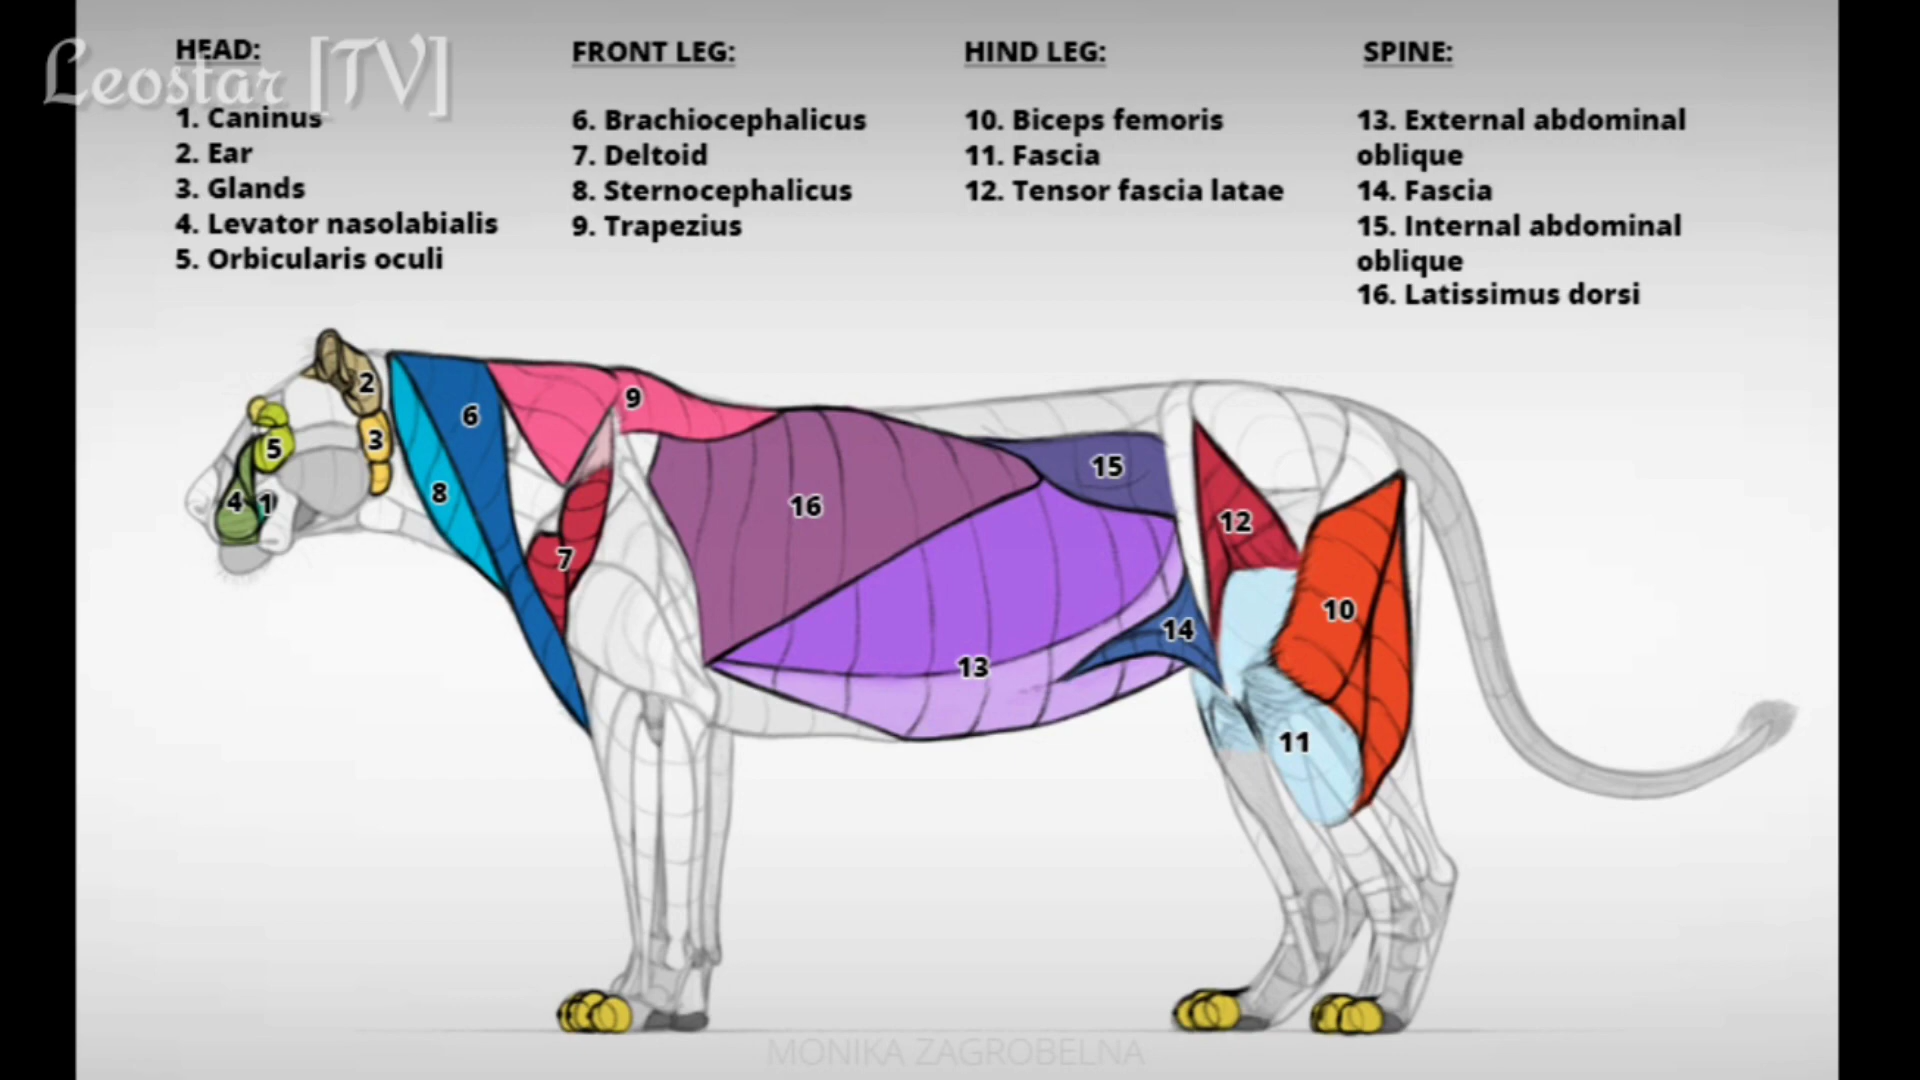 Leostar [TV]
HEAD:
1. Caninus
2. Ear
3. Glands
4. Levator nasolabialis
5. Orbicularis oculi
FRONT LEG:
6. Brachiocephalicus
7. Deltoid
8. Sternocephalicus
9. Trapezius
HIND LEG:
10. Biceps femoris
11. Fascia
12. Tensor fascia latae
SPINE:
13. External abdominal
oblique
14. Fascia
15. Internal abdominal
oblique
16. Latissimus dorsi
2
9
6
3
5
15
8
4
1
16
12
7
10
14
13
11
MONIKA ZAGROBELNA